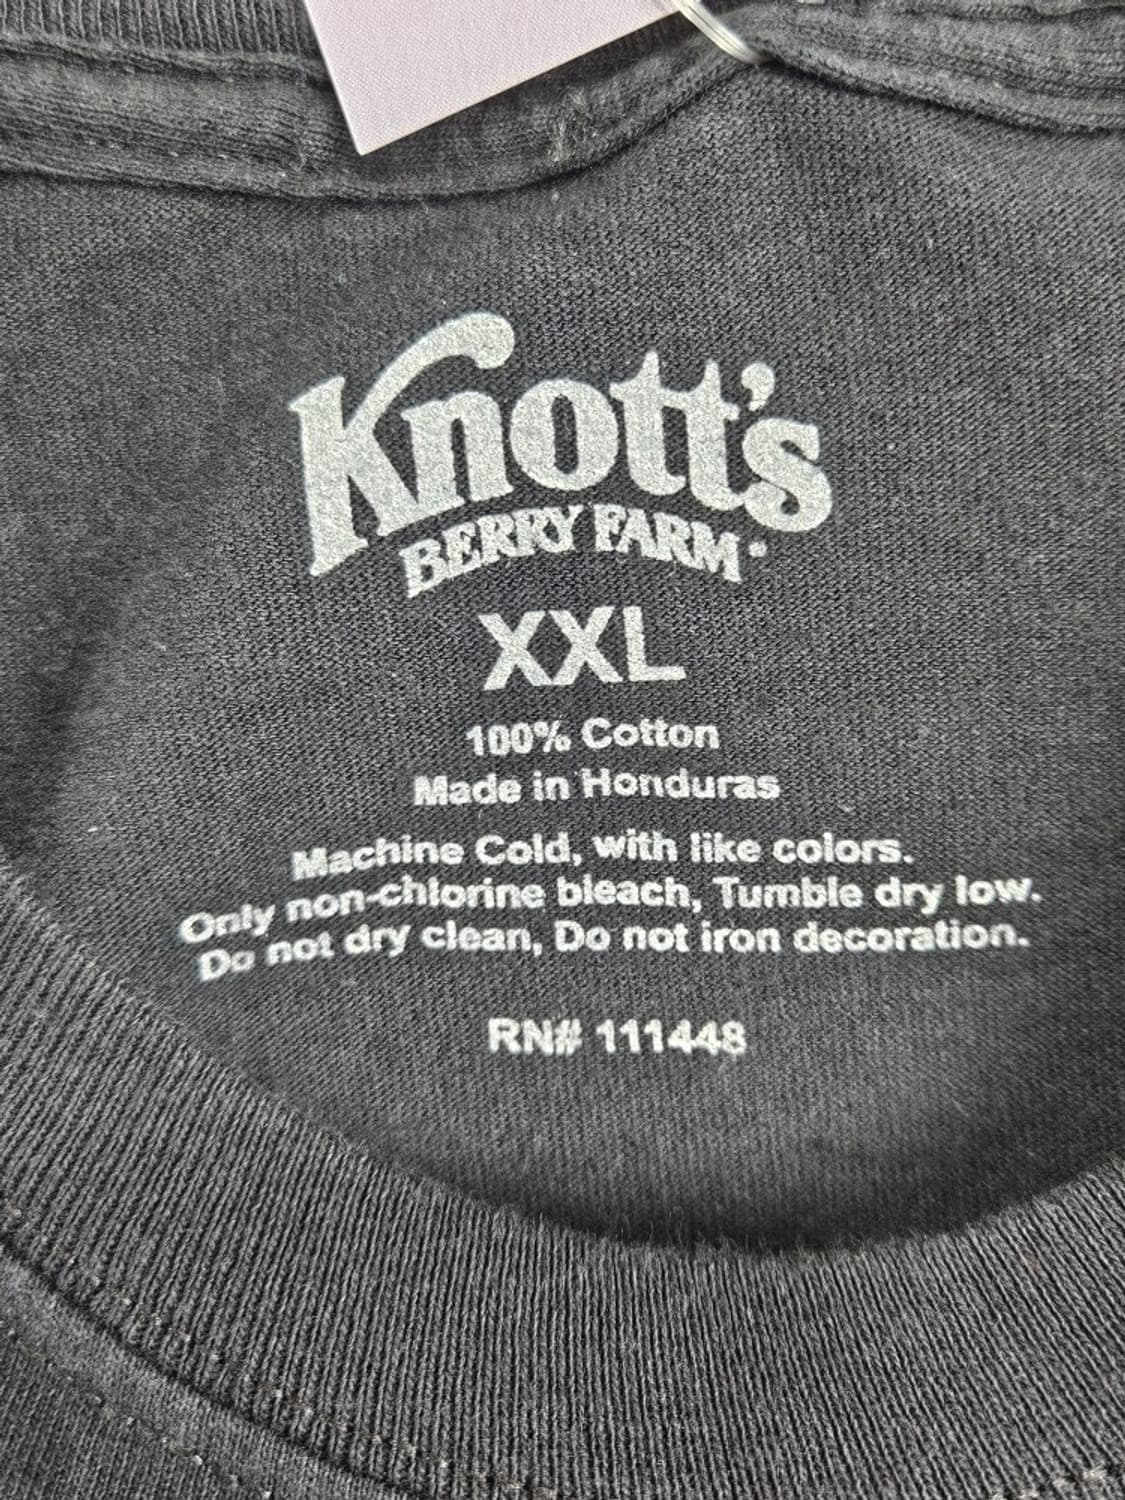 Knott's
BERRY FARM®
XXL
100% Cotton
Made in Honduras
Machine Cold, with like colors.
Only non-chlorine bleach, Tumble dry low.
Do not dry clean, Do not iron decoration.
RN# 111448